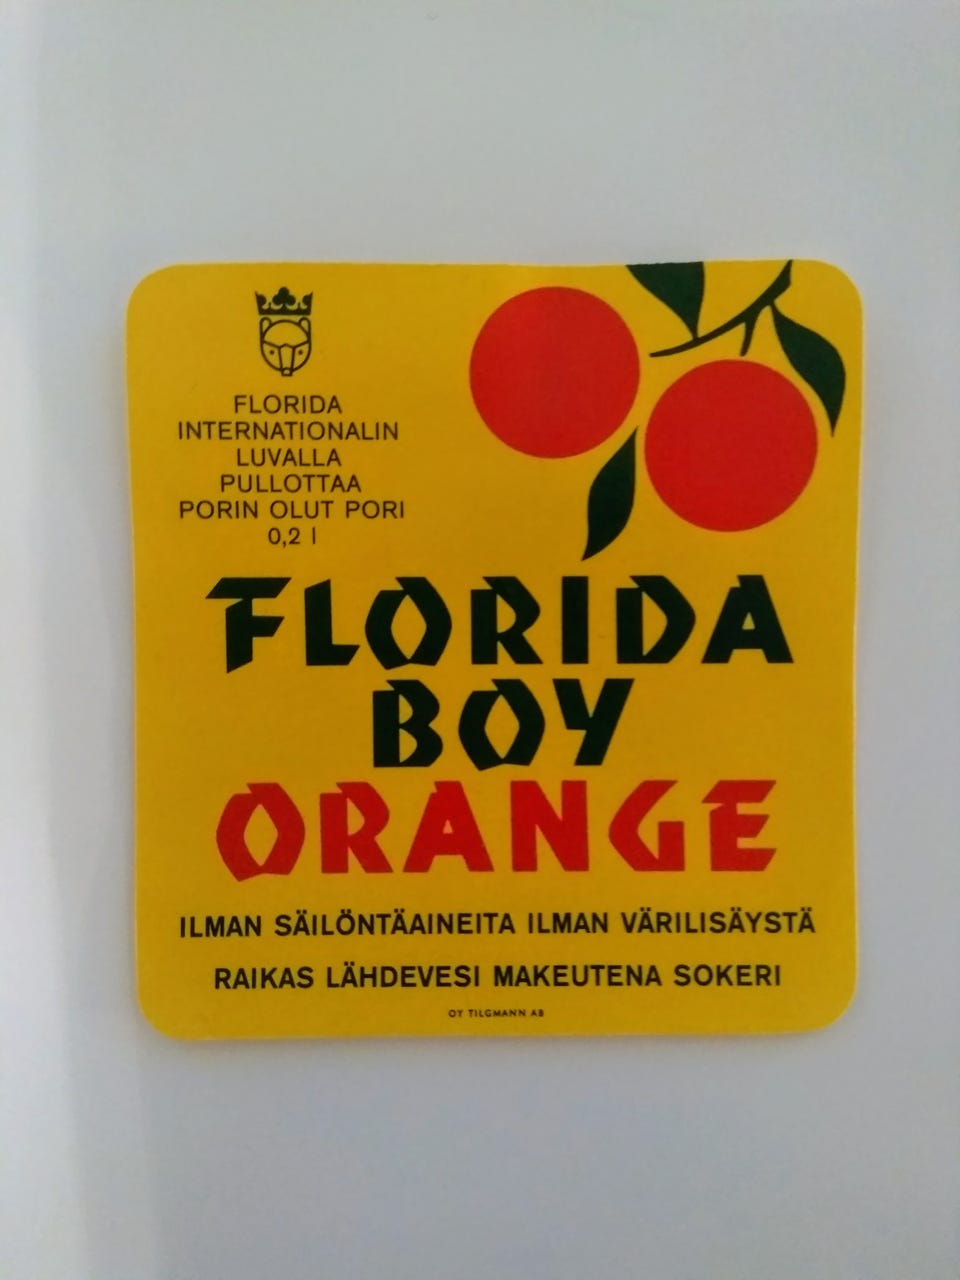 FLORIDA
INTERNATIONALIN
LUVALLA
PULLOTTAA
PORIN OLUT PORI
0,2 l
FLORIDA
BOY
ORANGE
ILMAN SÄILÖNTÄAINEITA ILMAN VÄRILISÄYSTÄ
RAIKAS LÄHDEVESI MAKEUTENA SOKERI
OY TILGMANN AB